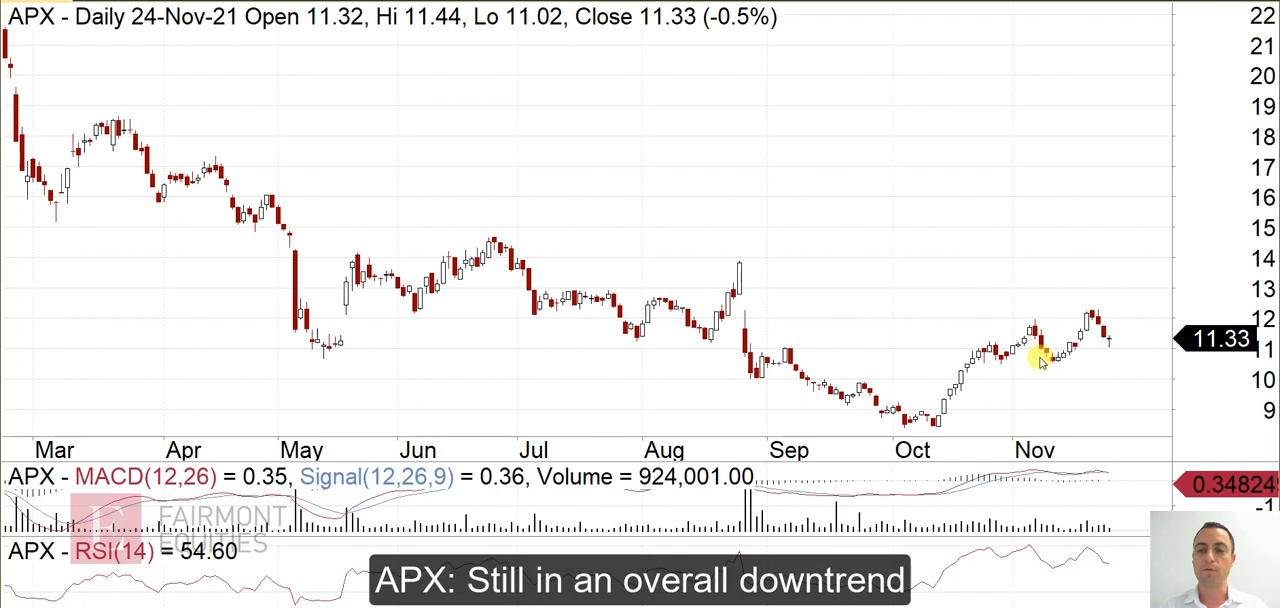 APX - Daily 24-Nov-21 Open 11.32, Hi 11.44, Lo 11.02, Close 11.33 (-0.5%)
22
21
20
19
18
17
16
15
14
13
12
11.33
11
10
9
Mar Apr May Jun Jul Aug Sep Oct Nov
APX - MACD(12,26) = 0.35, Signal(12,26,9) = 0.36, Volume = 924,001.00
0.34824
-1
FAIRMONT
EQUITIES
APX - RSI(14) = 54.60
APX: Still in an overall downtrend